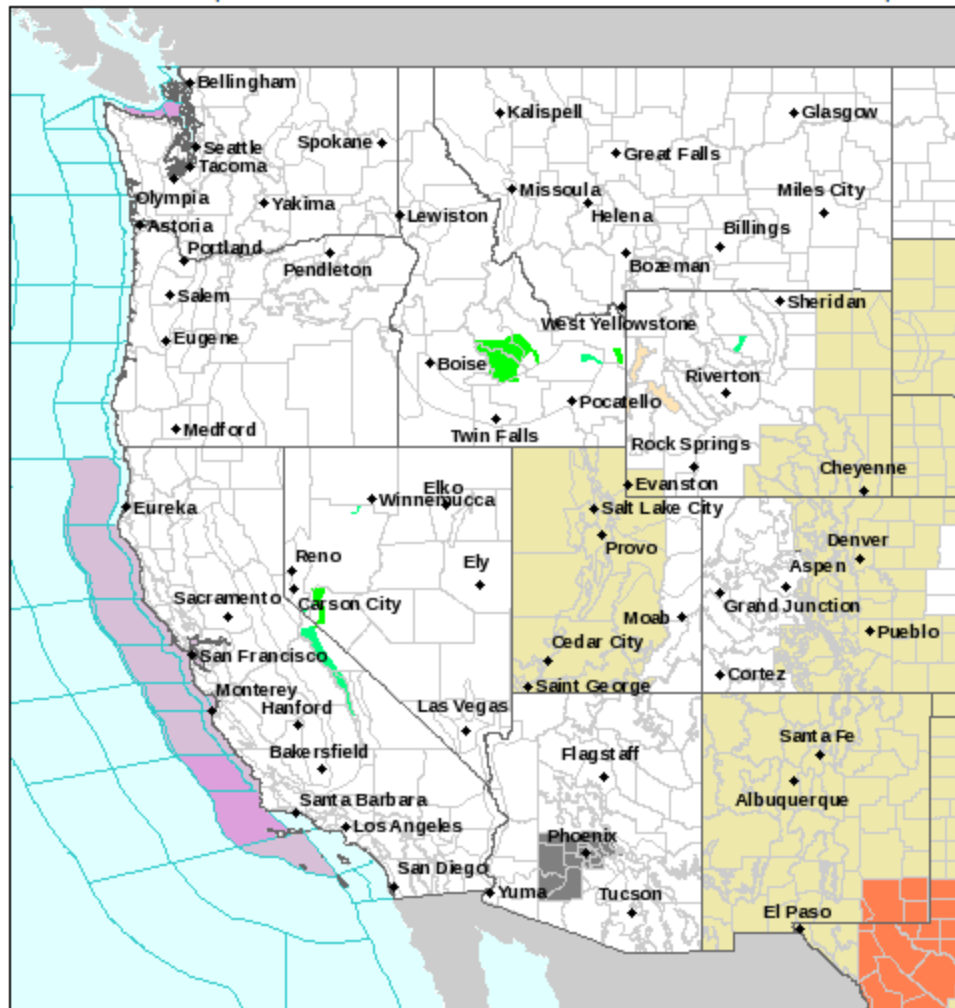 Bellingham
Kalispell
Glasgow
Seattle
Spokane
Great Falls
Tacoma
Missoula
Miles City
Olympia
Yakima
Lewiston
Helena
Astoria
Billings
Portland
Pendleton
Bozeman
Salem
Sheridan
West Yellowstone
Eugene
Boise
Riverton
Pocatello
Medford
Twin Falls
Rock Springs
Cheyenne
Elko
Winnemucca
Evanston
Eureka
Salt Lake City
Provo
Denver
Reno
Ely
Aspen
Sacramento
Carson City
Grand Junction
Moab
Pueblo
San Francisco
Cedar City
Cortez
Saint George
Monterey
Hanford
Las Vegas
Bakersfield
Flagstaff
Santa Fe
Albuquerque
Santa Barbara
Los Angeles
Phoenix
San Diego
Yuma
Tucson
El Paso